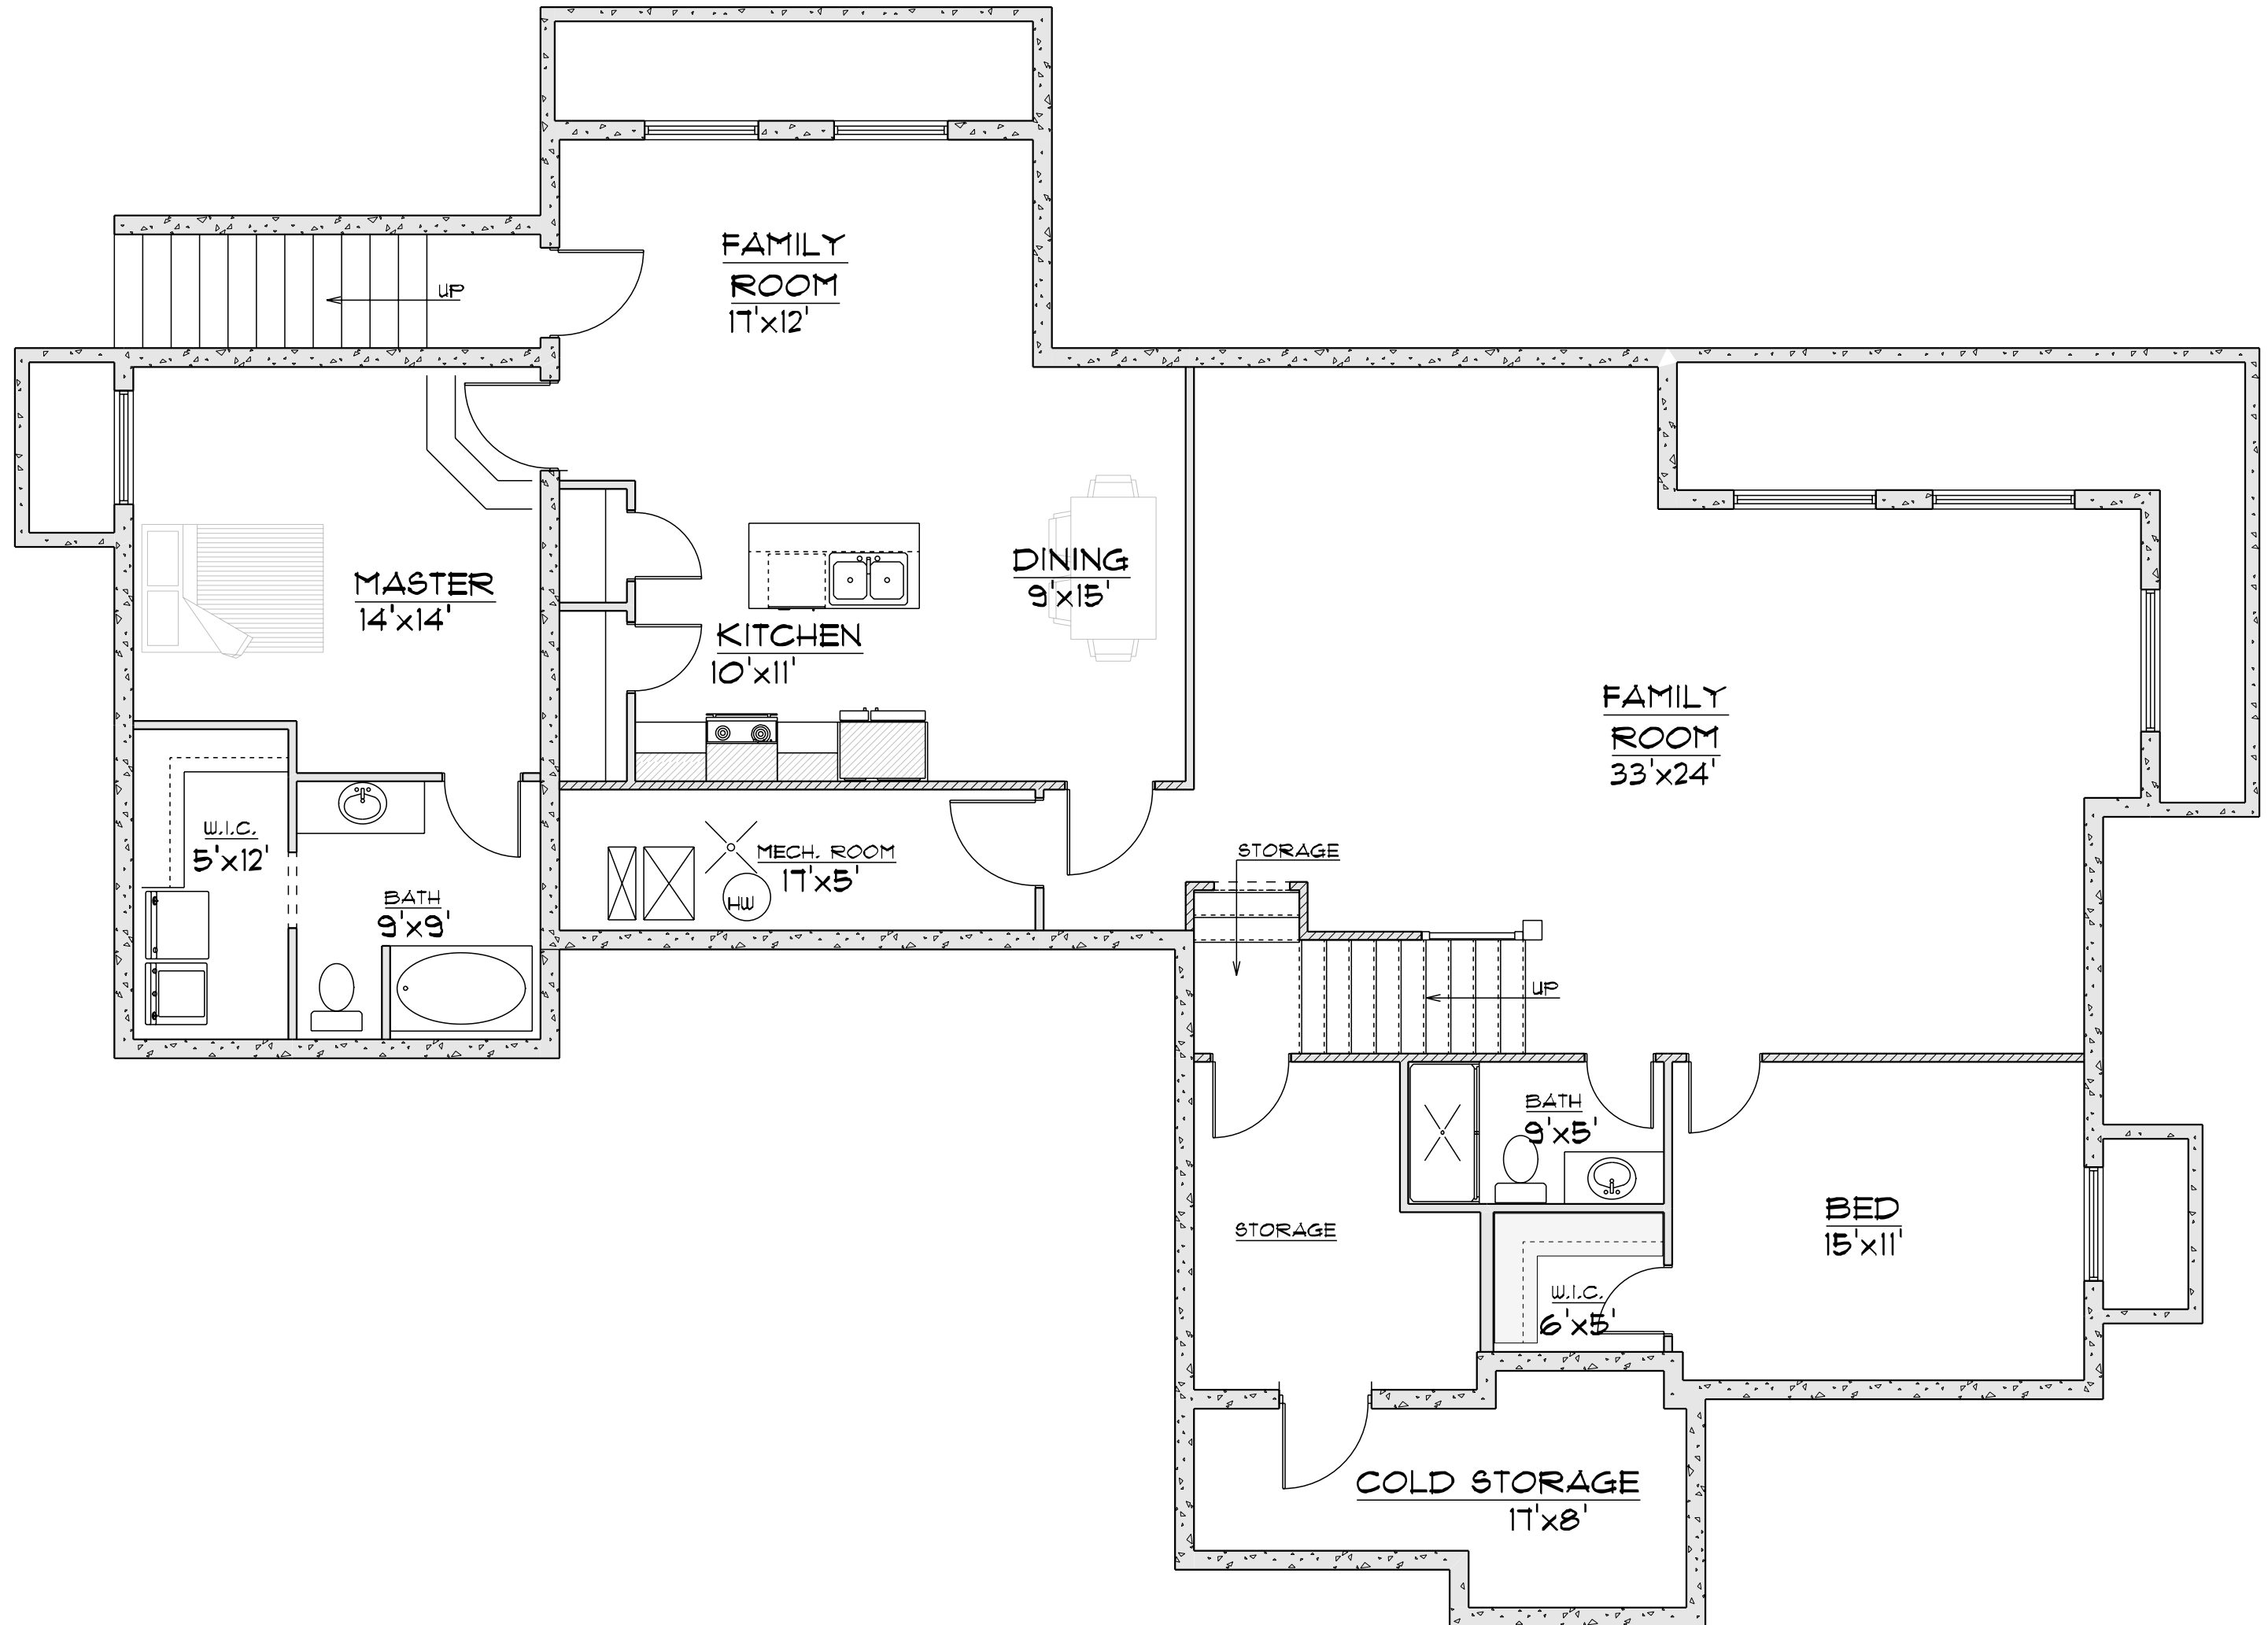 FAMILY
ROOM
17'x12'
UP
MASTER
14'x14'
DINING
9'x15'
KITCHEN
10'x11'
FAMILY
ROOM
33'x24'
W.I.C.
5'x12'
MECH. ROOM
17'x5'
HW
STORAGE
BATH
9'x9'
UP
BATH
9'x5'
STORAGE
BED
15'x11'
W.I.C.
6'x5'
COLD STORAGE
17'x8'